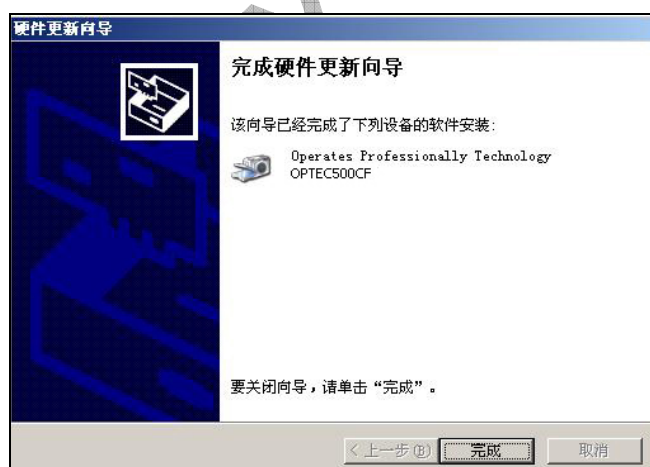 硬件更新向导
完成硬件更新向导
该向导已经完成了下列设备的软件安装:
Operates Professionally Technology
OPTEC500CF
要关闭向导，请单击“完成”。
< 上一步(B)
完成
取消